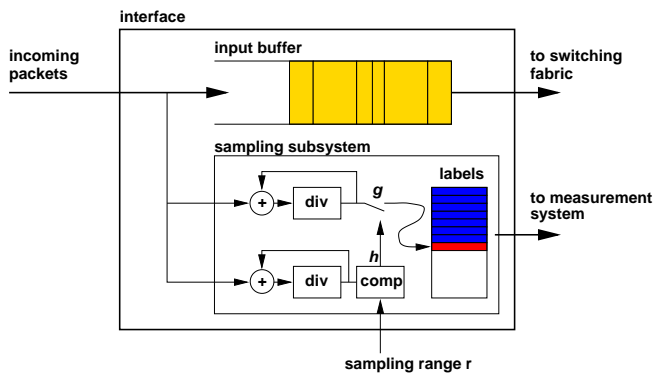 interface
incoming
packets
input buffer
to switching
fabric
sampling subsystem
labels
g
+
div
to measurement
system
h
+
div
comp
sampling range r